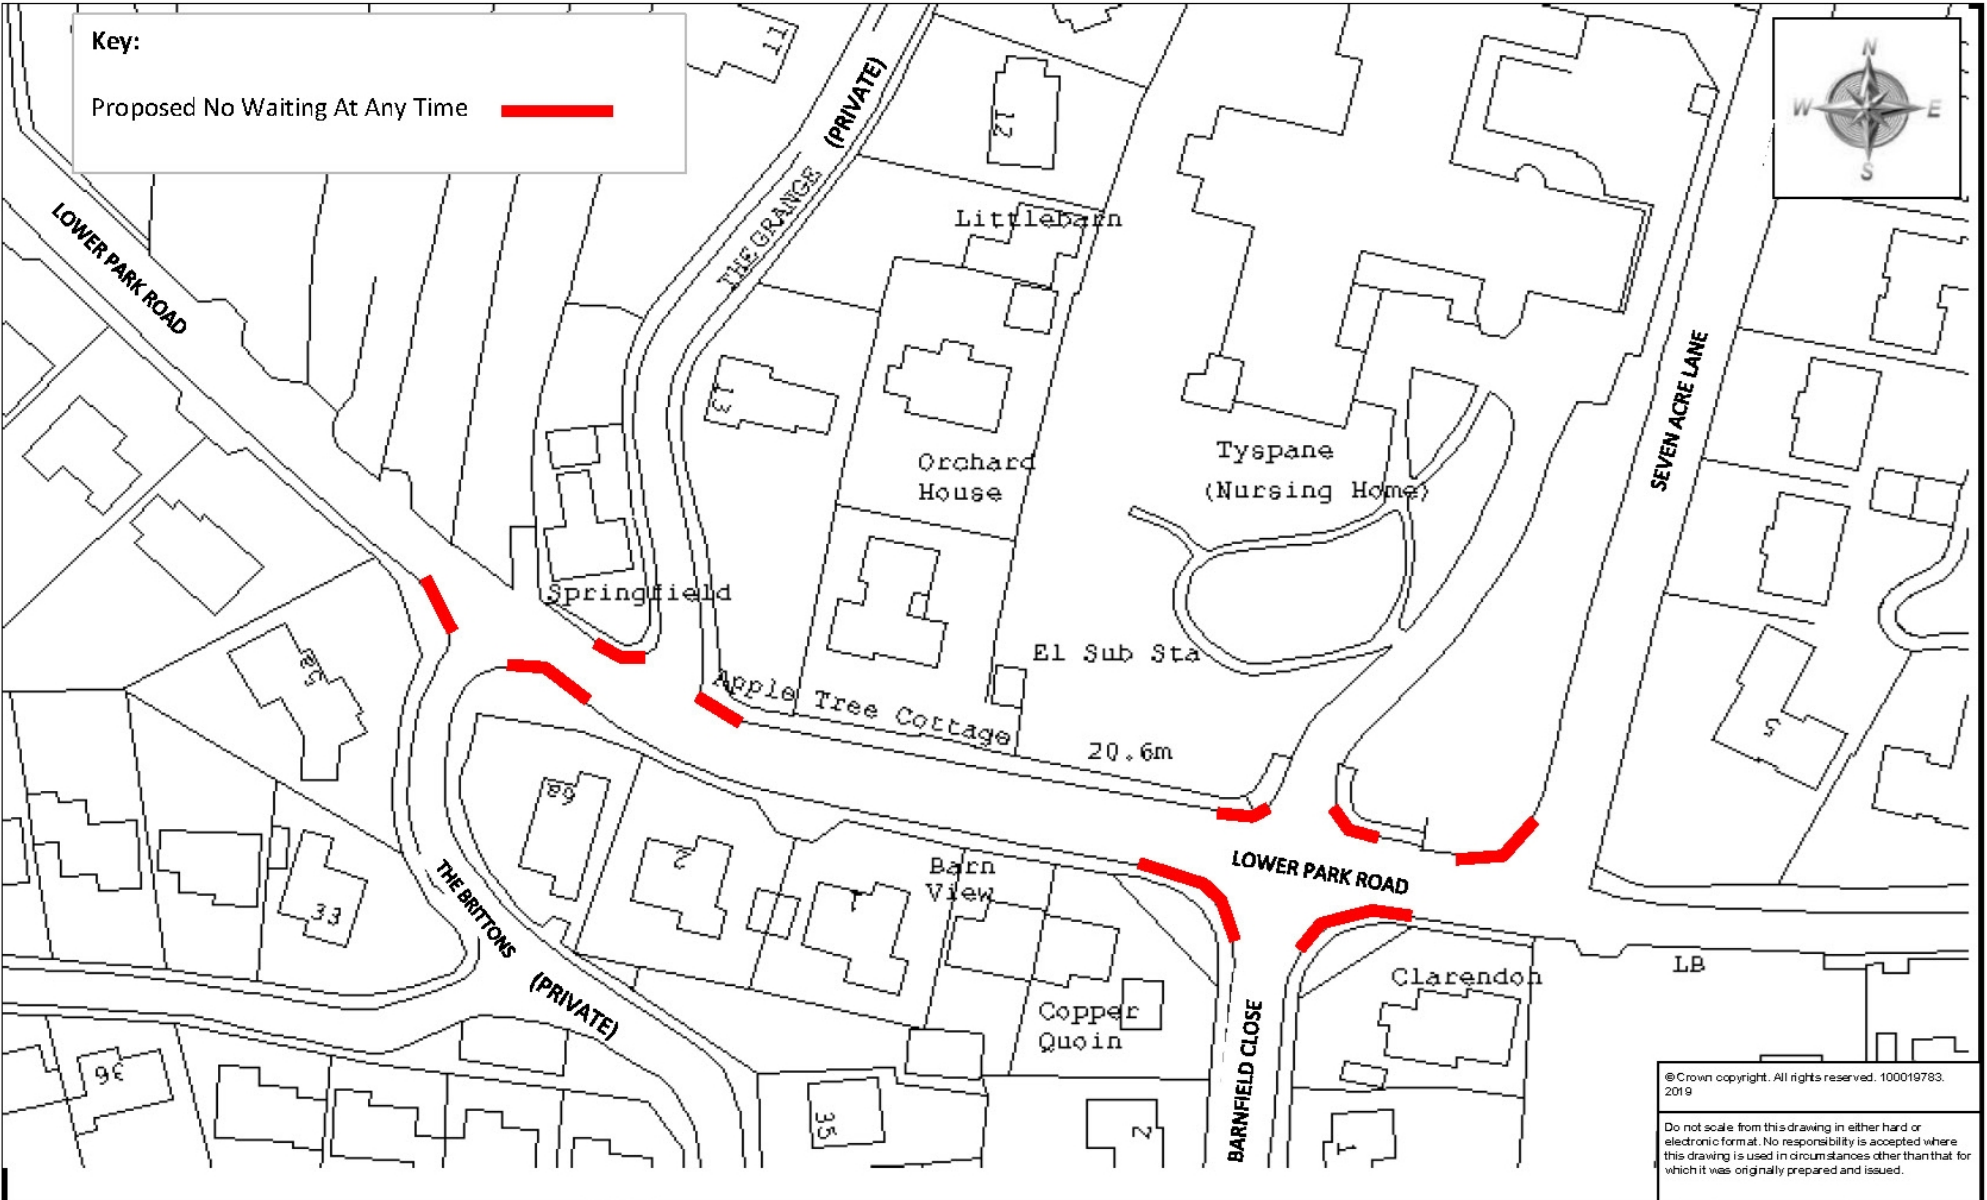 Key:
Proposed No Waiting At Any Time
N
W E
S
11
(PRIVATE)
12
THE GRANGE
Littlebarn
LOWER PARK ROAD
13
SEVEN ACRE LANE
Orchard
House
Tyspane
(Nursing Home)
Springfield
El Sub Sta
Apple Tree Cottage
20.6m
5
6a
2
1
Barn
View
LOWER PARK ROAD
33
THE BRITTONS
(PRIVATE)
Clarendon
LB
Copper
Quoin
BARNFIELD CLOSE
36
35
2
1
© Crown copyright. All rights reserved. 100019783.
2019
Do not scale from this drawing in either hard or
electronic format. No responsibility is accepted where
this drawing is used in circumstances other than that for
which it was originally prepared and issued.